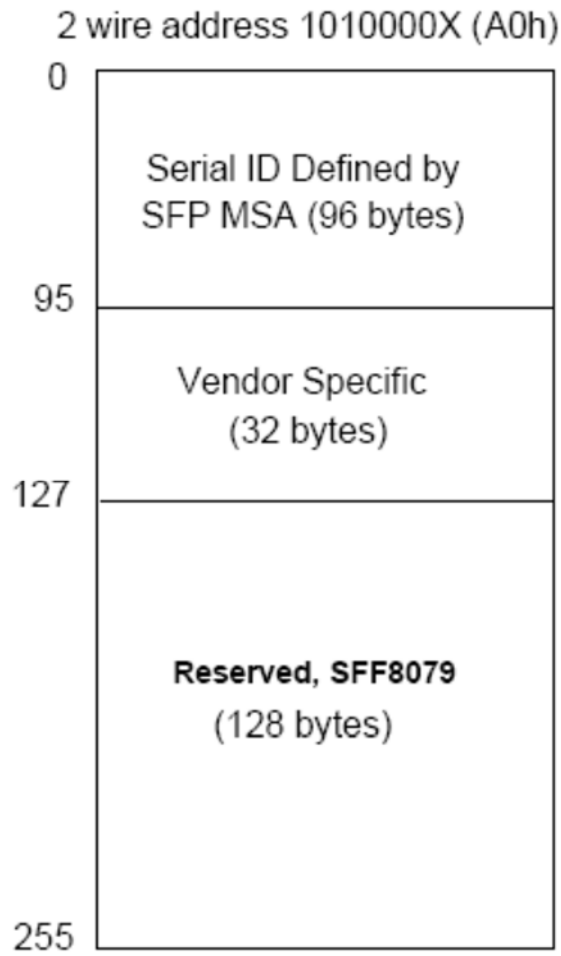 2 wire address 1010000X (A0h)
0
Serial ID Defined by
SFP MSA (96 bytes)
95
Vendor Specific
(32 bytes)
127
Reserved, SFF8079
(128 bytes)
255